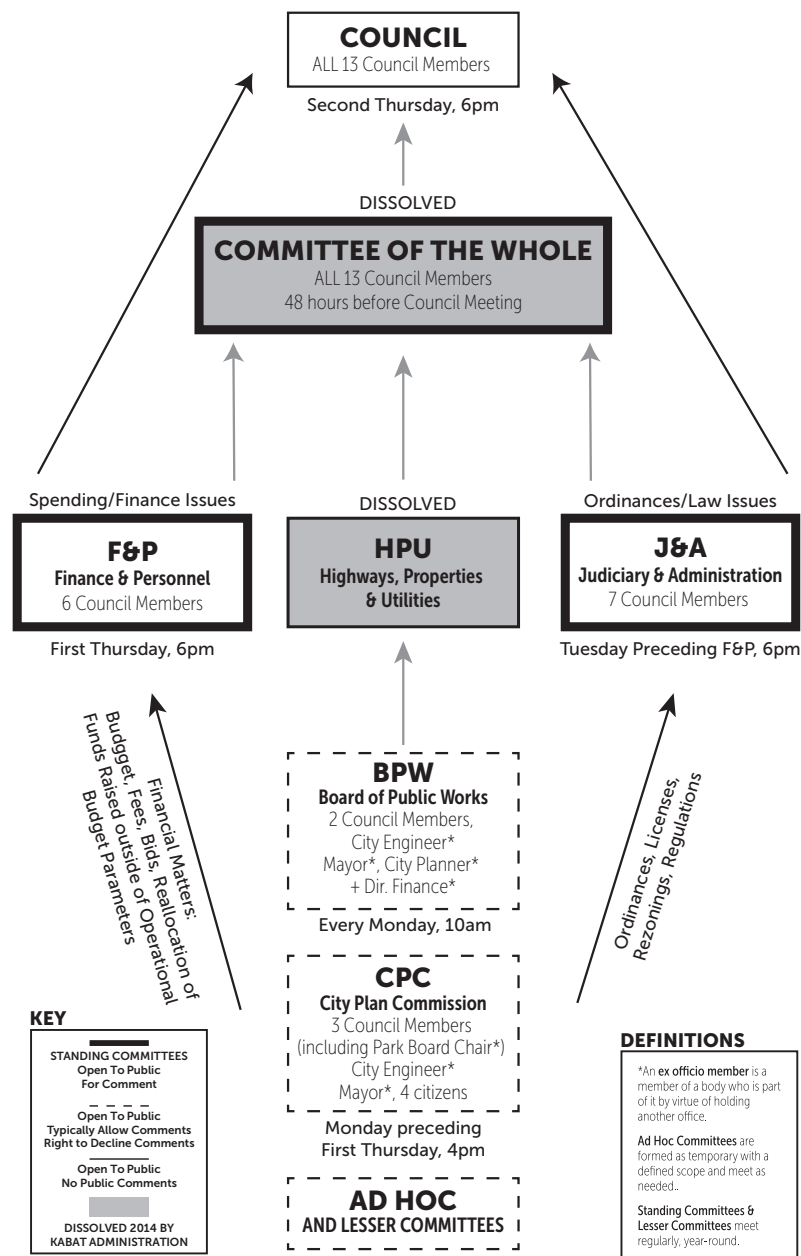 COUNCIL
ALL 13 Council Members
Second Thursday, 6pm
DISSOLVED
COMMITTEE OF THE WHOLE
ALL 13 Council Members
48 hours before Council Meeting
Spending/Finance Issues
F&P
Finance & Personnel
6 Council Members
First Thursday, 6pm
DISSOLVED
HPU
Highways, Properties
& Utilities
Ordinances/Law Issues
J&A
Judiciary & Administration
7 Council Members
Tuesday Preceding F&P, 6pm
Financial Matters:
Budgget, Fees, Bids, Reallocation of
Funds Raised outside of Operational
Budget Parameters
BPW
Board of Public Works
2 Council Members,
City Engineer*
Mayor*, City Planner*
+ Dir. Finance*
Every Monday, 10am
Ordinances, Licenses,
Rezonings, Regulations
CPC
City Plan Commission
3 Council Members
(including Park Board Chair*)
City Engineer*
Mayor*, 4 citizens
Monday preceding
First Thursday, 4pm
AD HOC
AND LESSER COMMITTEES
KEY
STANDING COMMITTEES
Open To Public
For Comment
Open To Public
Typically Allow Comments
Right to Decline Comments
Open To Public
No Public Comments
DISSOLVED 2014 BY
KABAT ADMINISTRATION
DEFINITIONS
*An ex officio member is a
member of a body who is part
of it by virtue of holding
another office.
Ad Hoc Committees are
formed as temporary with a
defined scope and meet as
needed..
Standing Committees &
Lesser Committees meet
regularly, year-round.